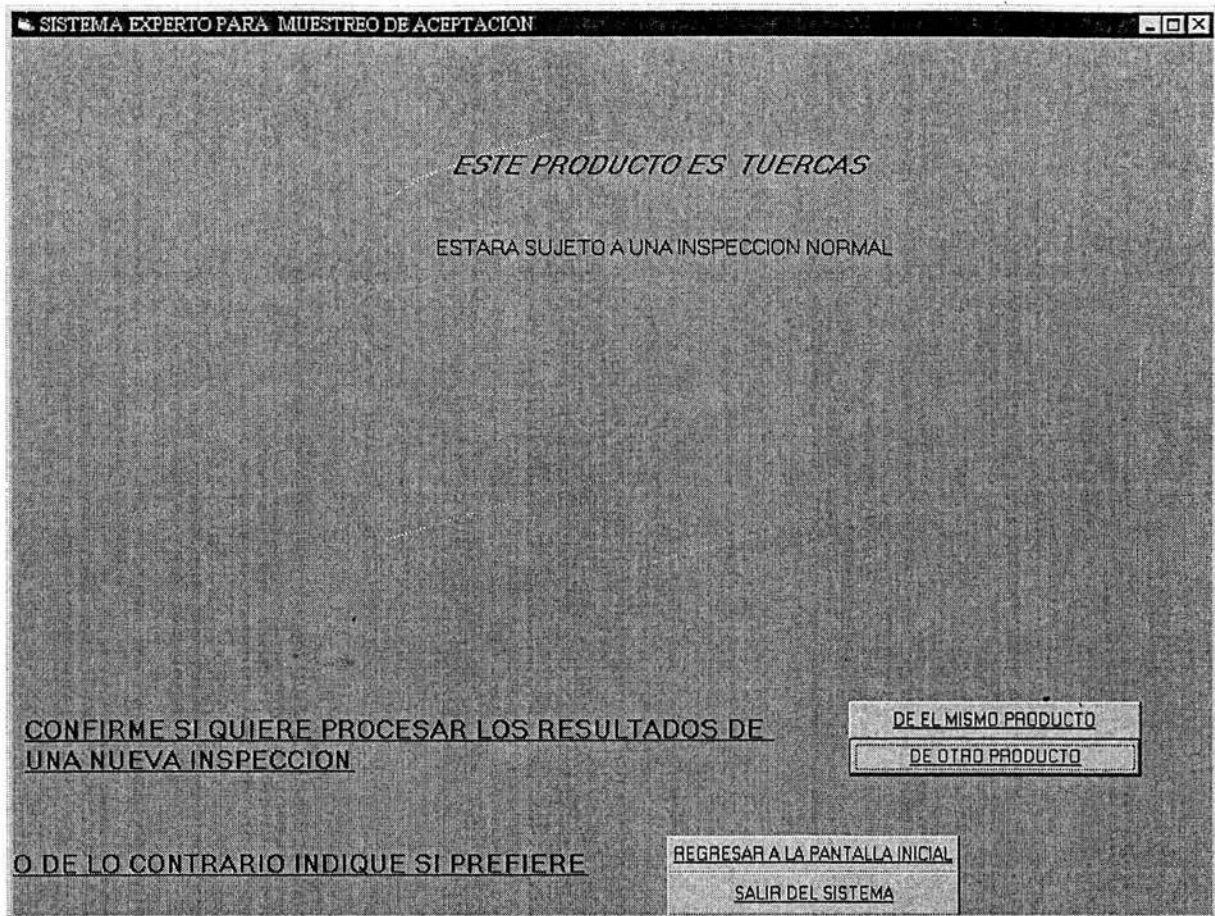 SISTEMA EXPERTO PARA MUESTREO DE ACEPTACION
ESTE PRODUCTO ES TUERCAS
ESTARA SUJETO A UNA INSPECCION NORMAL
CONFIRME SI QUIERE PROCESAR LOS RESULTADOS DE
UNA NUEVA INSPECCION
DE EL MISMO PRODUCTO
DE OTRO PRODUCTO
O DE LO CONTRARIO INDIQUE SI PREFIERE
REGRESAR A LA PANTALLA INICIAL
SALIR DEL SISTEMA